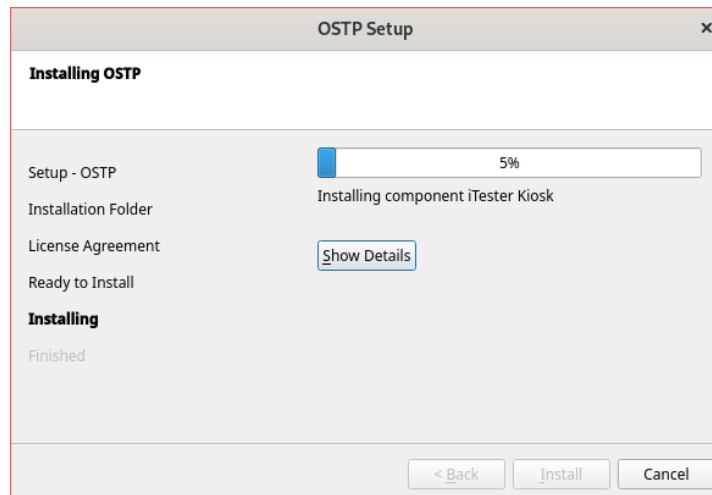 OSTP Setup
×
Installing OSTP
Setup - OSTP
Installation Folder
License Agreement
Ready to Install
Installing
Finished
5%
Installing component iTester Kiosk
Show Details
< Back
Install
Cancel